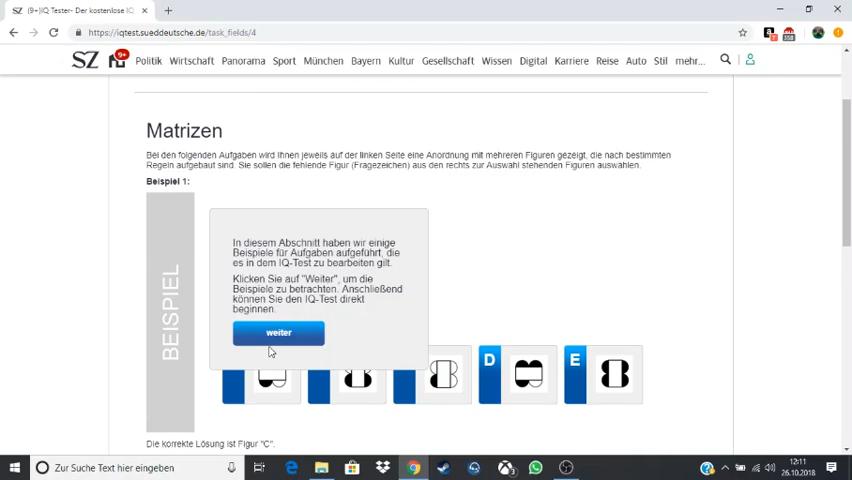 (9+)IQ Tester- Der kostenlose IC
https://iqtest.sueddeutsche.de/task_fields/4
SZ 9+ Politik Wirtschaft Panorama Sport München Bayern Kultur Gesellschaft Wissen Digital Karriere Reise Auto Stil mehr...
Matrizen
Bei den folgenden Aufgaben wird Ihnen jeweils auf der linken Seite eine Anordnung mit mehreren Figuren gezeigt, die nach bestimmten
Regeln aufgebaut sind. Sie sollen die fehlende Figur (Fragezeichen) aus den rechts zur Auswahl stehenden Figuren auswählen.
Beispiel 1:
BEISPIEL
In diesem Abschnitt haben wir einige
Beispiele für Aufgaben aufgeführt, die
es in dem IQ-Test zu bearbeiten gilt.
Klicken Sie auf "Weiter", um die
Beispiele zu betrachten. Anschließend
können Sie den IQ-Test direkt
beginnen.
weiter
D E
Die korrekte Lösung ist Figur "C".
Zur Suche Text hier eingeben
12:11
26.10.2018